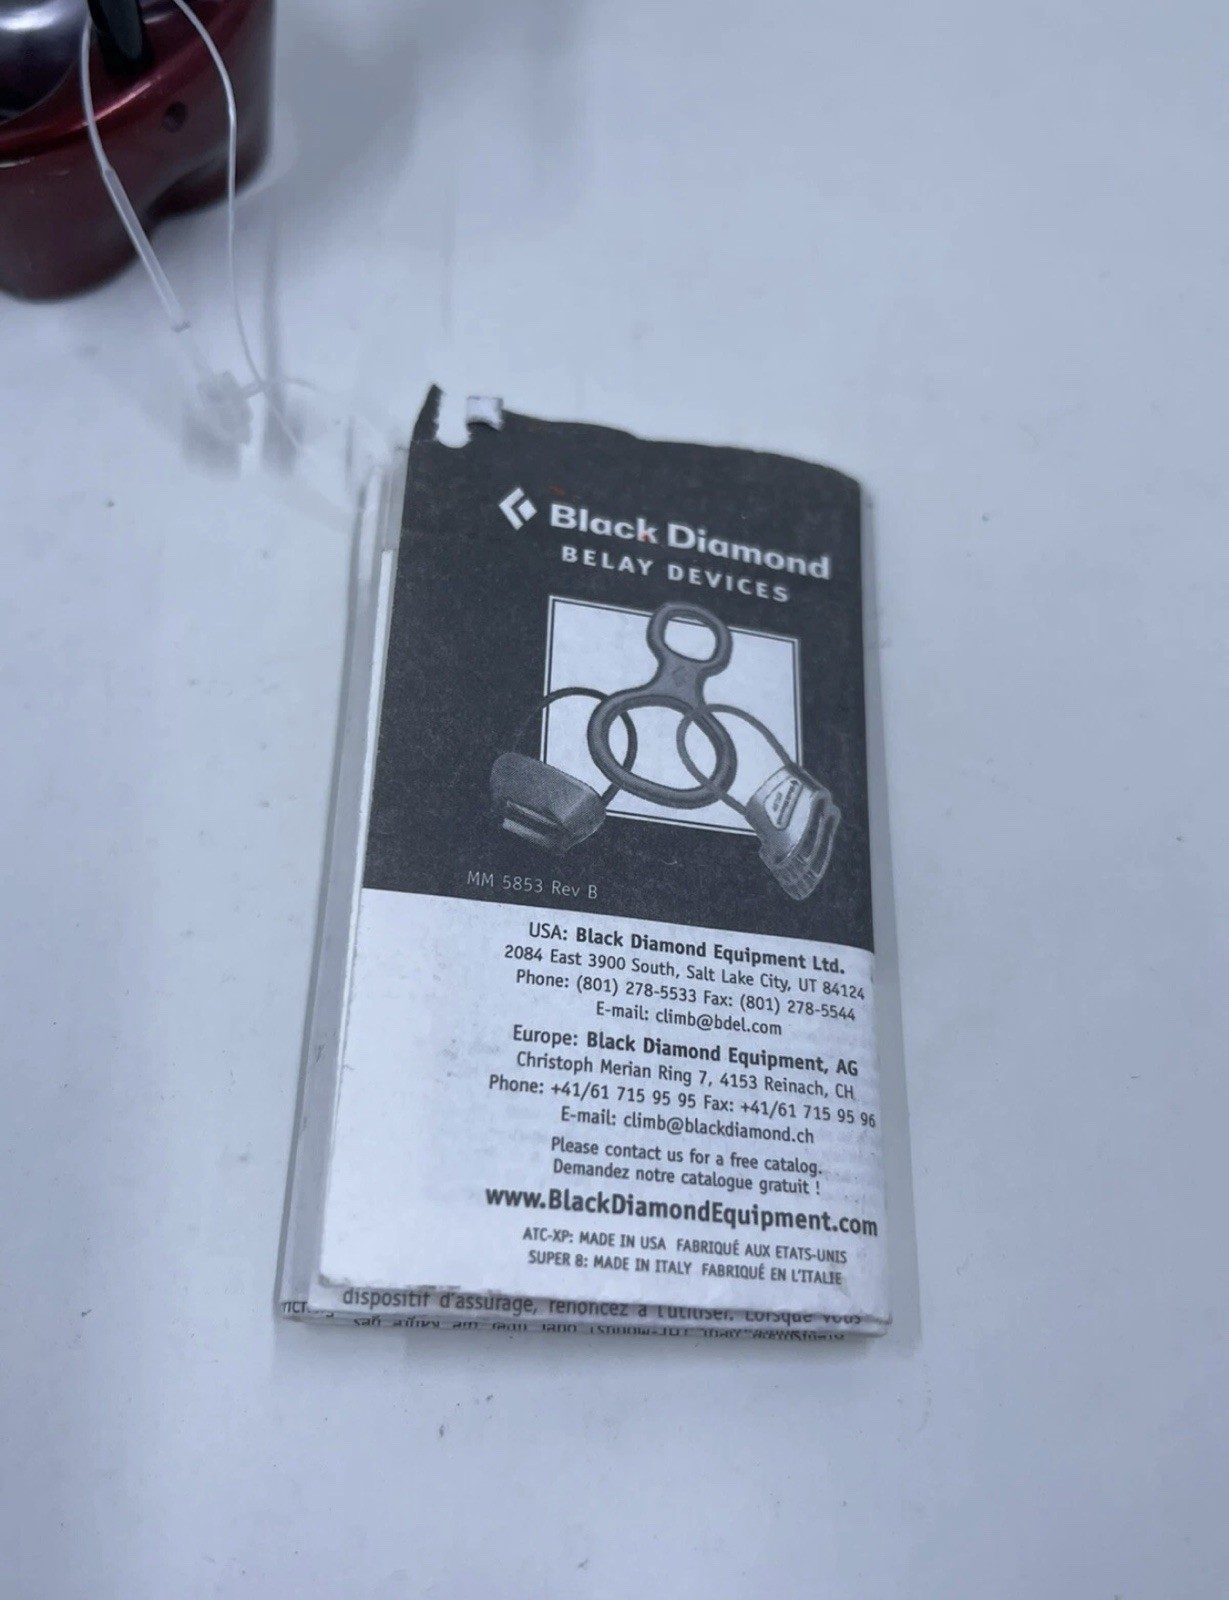 Black Diamond
BELAY DEVICES
MM 5853 Rev B
USA: Black Diamond Equipment Ltd.
2084 East 3900 South, Salt Lake City, UT 84124
Phone: (801) 278-5533 Fax: (801) 278-5544
E-mail: climb@bdel.com
Europe: Black Diamond Equipment, AG
Christoph Merian Ring 7, 4153 Reinach, CH
Phone: +41/61 715 95 95 Fax: +41/61 715 95 96
E-mail: climb@blackdiamond.ch
Please contact us for a free catalog.
Demandez notre catalogue gratuit !
www.BlackDiamondEquipment.com
ATC-XP: MADE IN USA FABRIQUÉ AUX ETATS-UNIS
SUPER 8: MADE IN ITALY FABRIQUÉ EN L'ITALIE
dispositif d'assurage, renoncez à l'utiliser. Lorsque vous